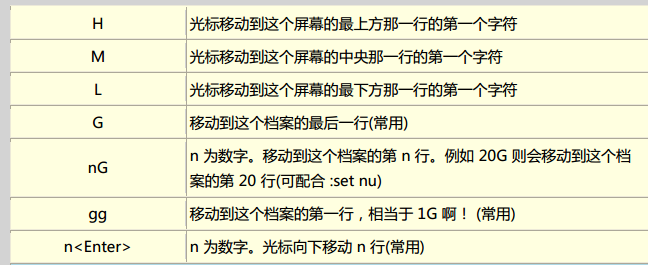 H 光标移动到这个屏幕的最上方那一行的第一个字符
M 光标移动到这个屏幕的中央那一行的第一个字符
L 光标移动到这个屏幕的最下方那一行的第一个字符
G 移动到这个档案的最后一行(常用)
nG n 为数字。移动到这个档案的第 n 行。例如 20G 则会移动到这个档
案的第 20 行(可配合 :set nu)
gg 移动到这个档案的第一行，相当于 1G 啊！ (常用)
n<Enter> n 为数字。光标向下移动 n 行(常用)